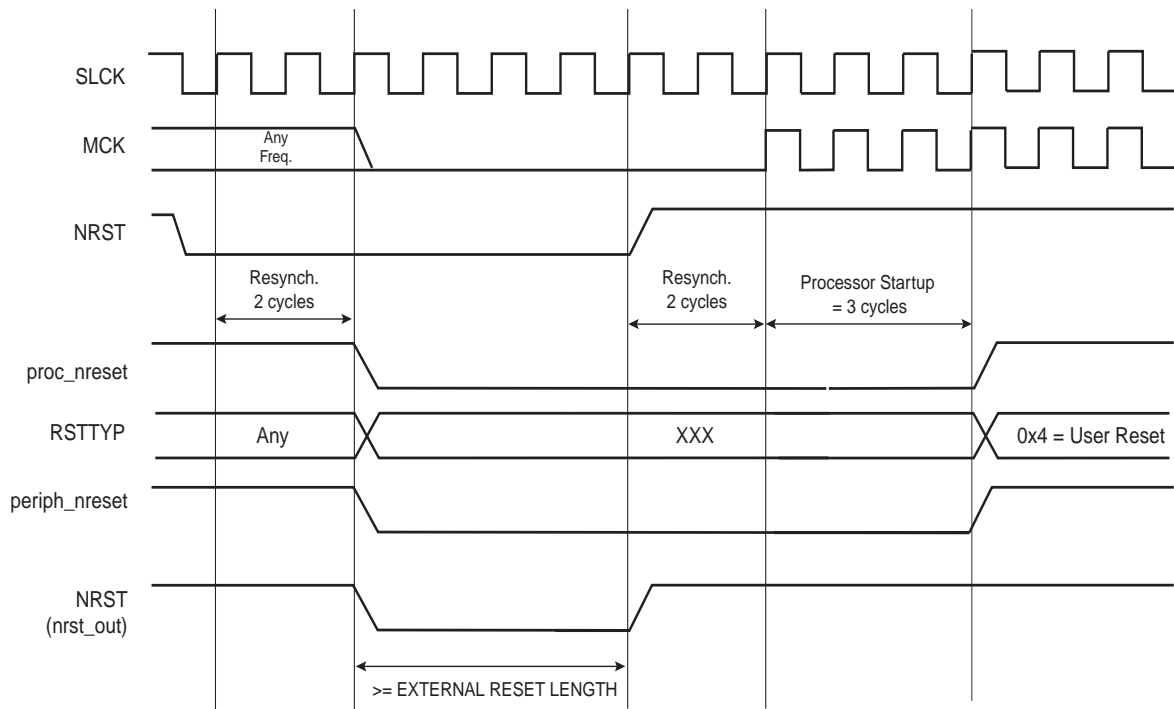 SLCK
MCK
Any
Freq.
NRST
Resynch.
2 cycles
Resynch.
2 cycles
Processor Startup
= 3 cycles
proc_nreset
RSTTYP
Any
XXX
0x4 = User Reset
periph_nreset
NRST
(nrst_out)
>= EXTERNAL RESET LENGTH